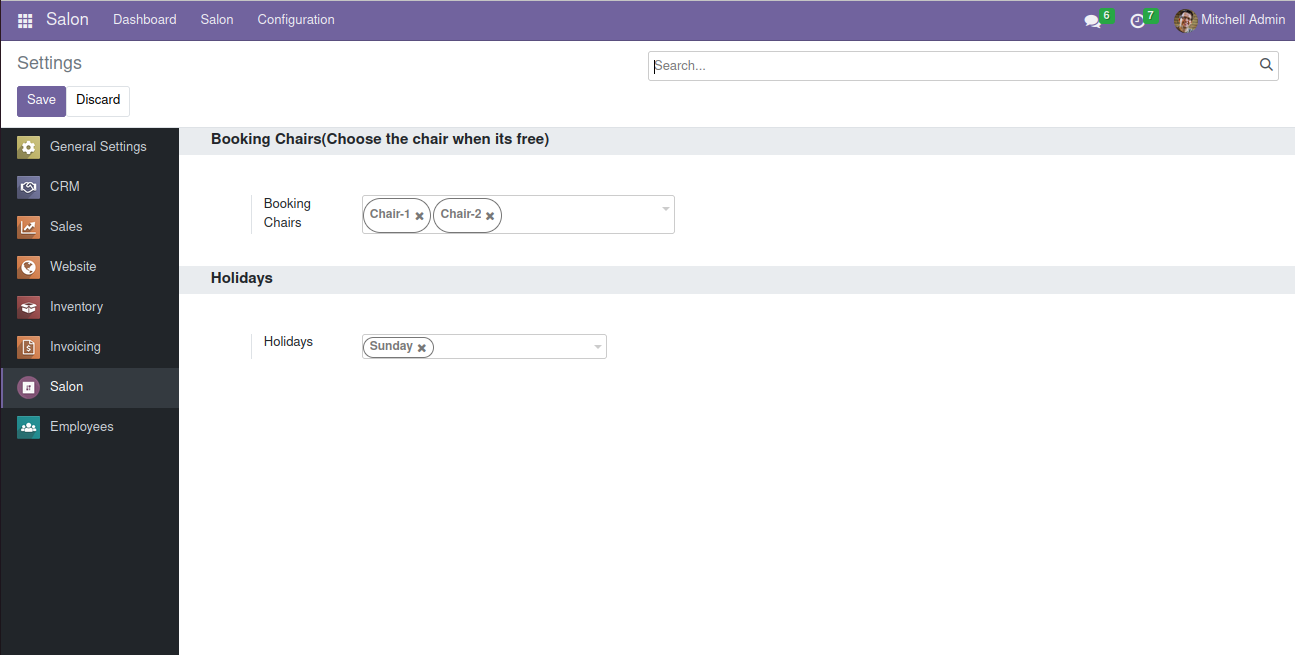 Salon Dashboard Salon Configuration 6 7 Mitchell Admin
Settings
Search...
Save Discard
General Settings
CRM
Sales
Website
Inventory
Invoicing
Salon
Employees
Booking Chairs(Choose the chair when its free)
Booking
Chairs
Chair-1 Chair-2
Holidays
Holidays Sunday